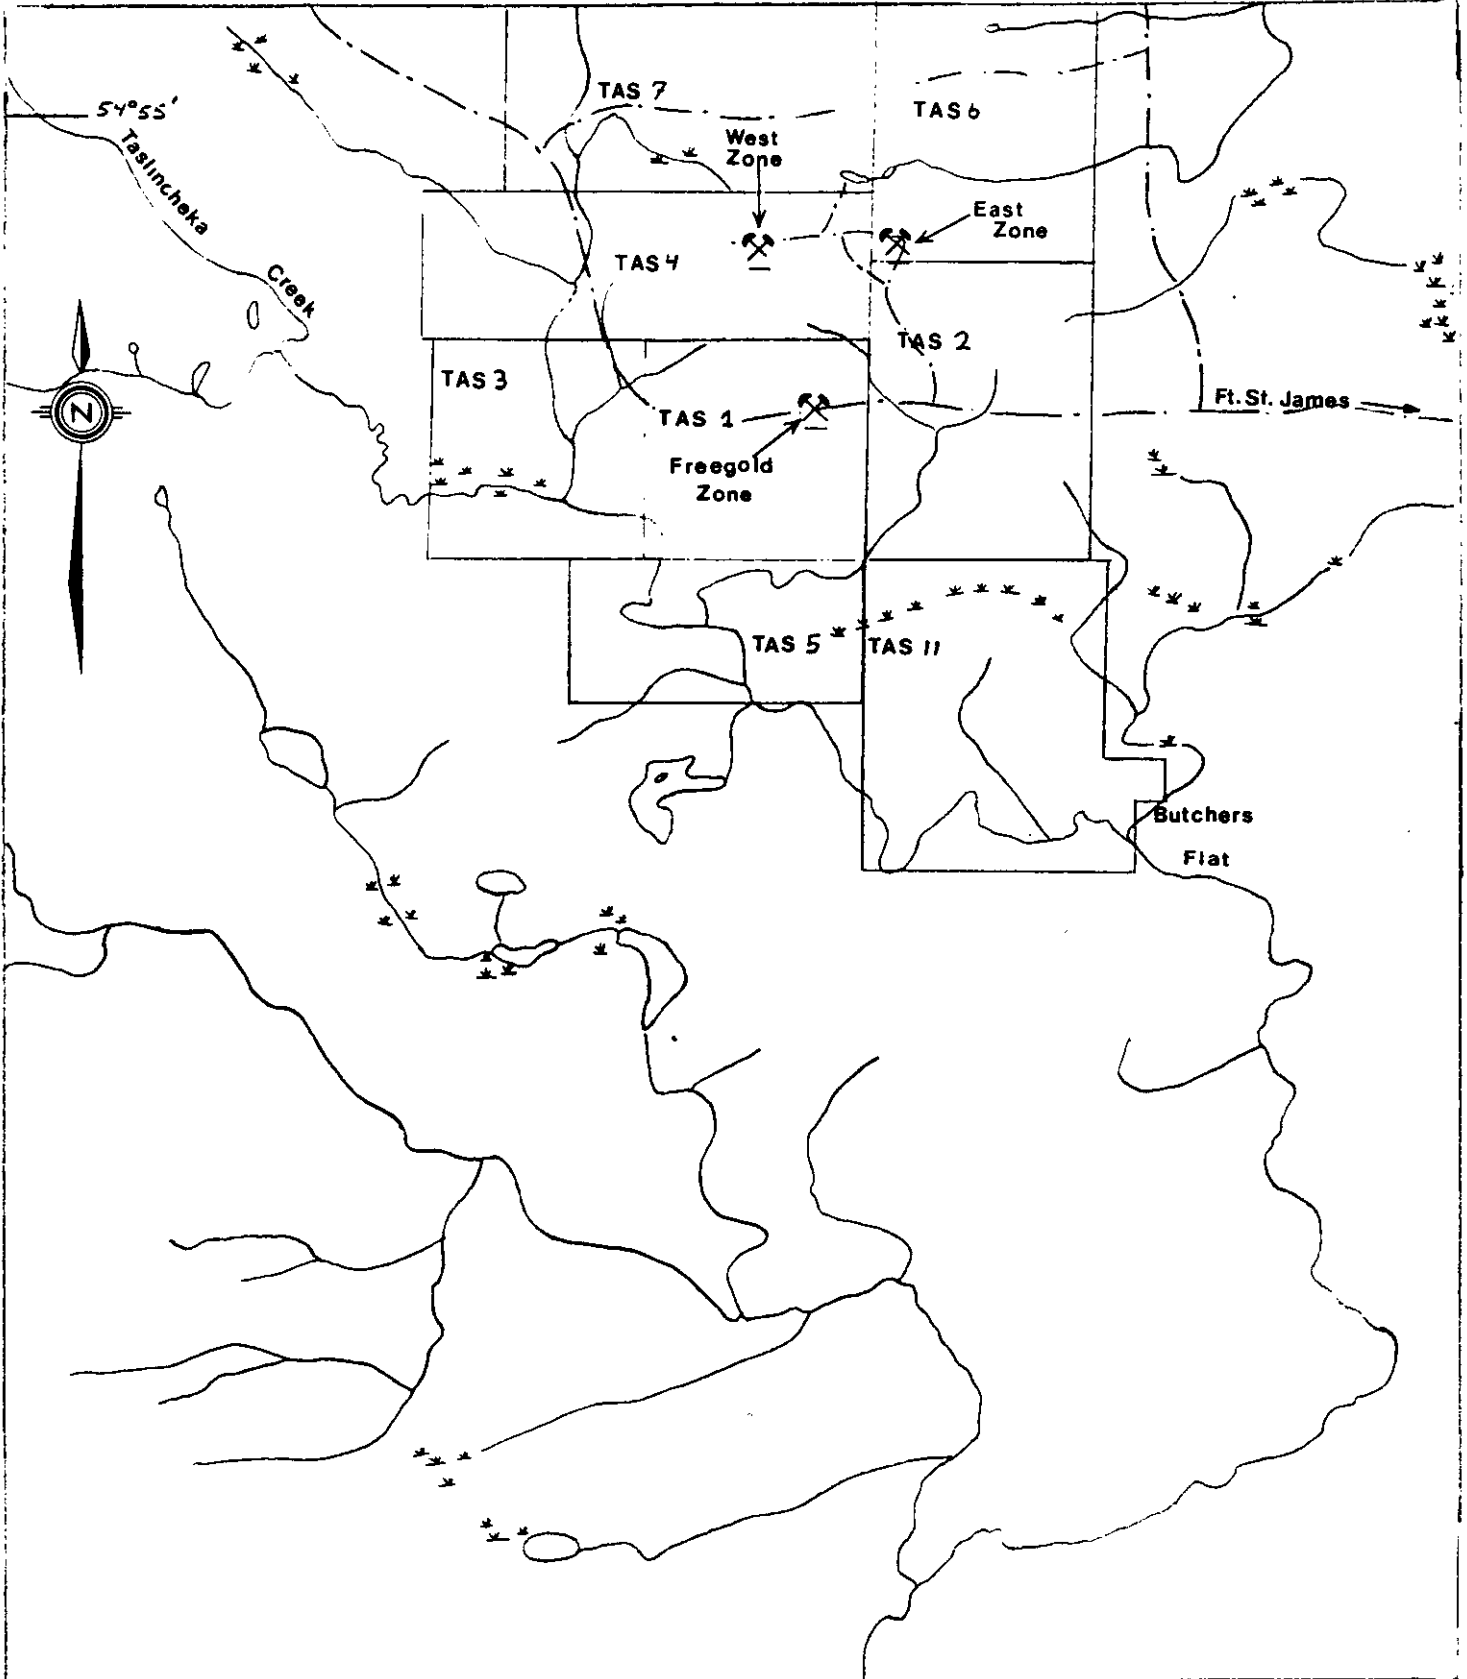 TAS 7
54°55'
TAS 6
West
Zone
Taslincheka
Creek
East
Zone
TAS 4
TAS 2
TAS 3
Ft. St. James
TAS 1
Freegold
Zone
N
TAS 5
TAS 11
Butchers
Flat